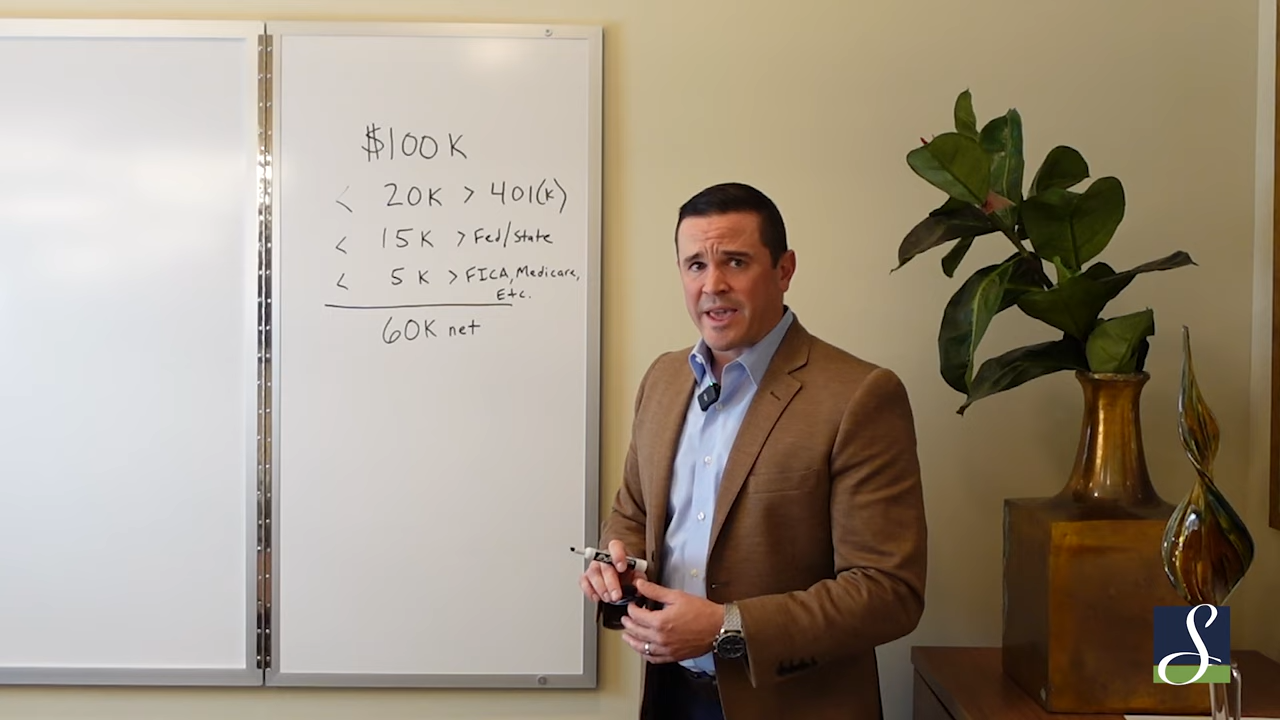 $100K
< 20K > 401(k)
< 15K > Fed/State
< 5K > FICA, Medicare,
Etc.
60K net
S